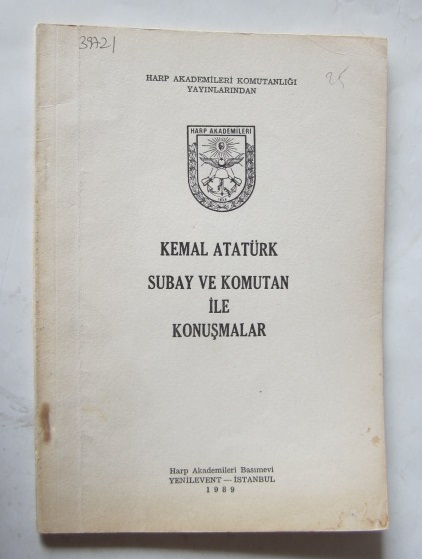 39721
HARP AKADEMİLERİ KOMUTANLIĞI
YAYINLARINDAN
25
HARP AKADEMİLERİ
KEMAL ATATÜRK
SUBAY VE KOMUTAN
İLE
KONUŞMALAR
Harp Akademileri Basımevi
YENİLEVENT — İSTANBUL
1989